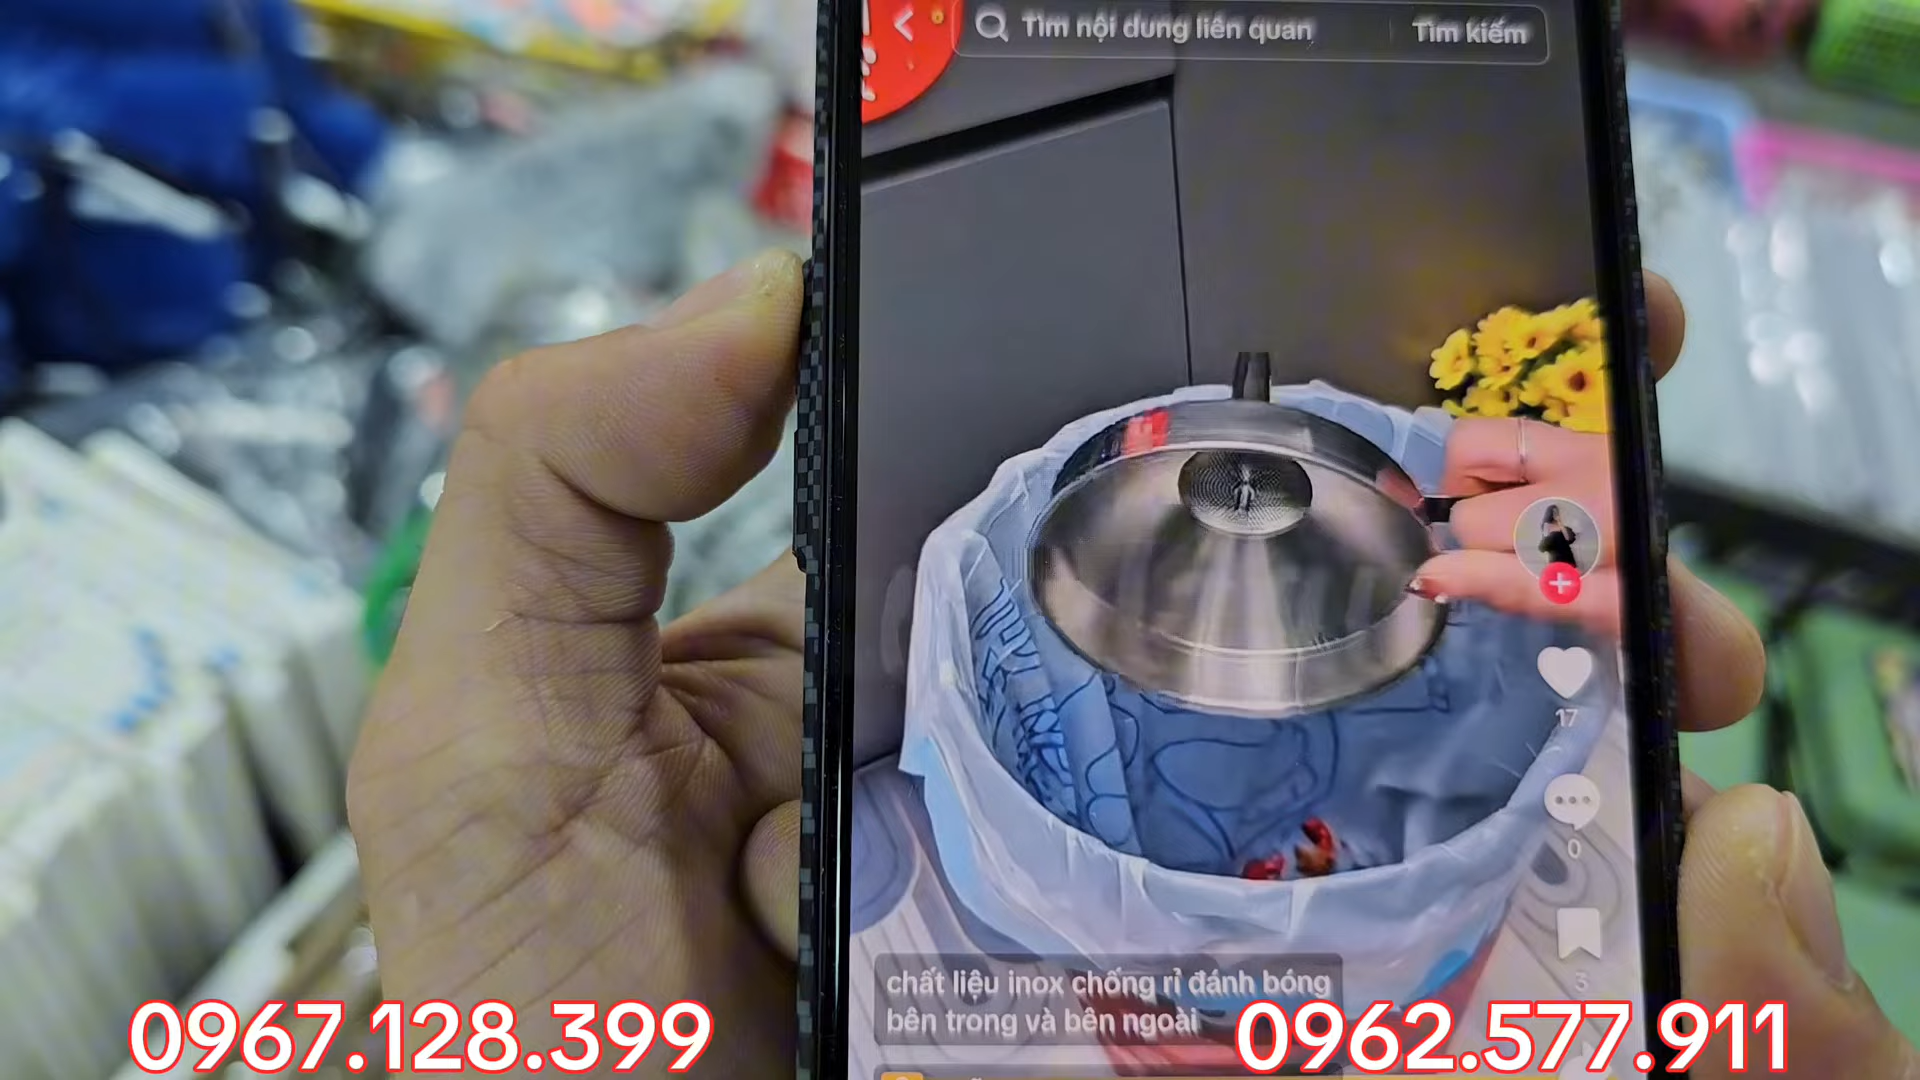 Tìm nội dung liên quan
Tìm kiếm
17
0
3
chất liệu inox chống rỉ đánh bóng
bên trong và bên ngoài
0967.128.399
0962.577.911